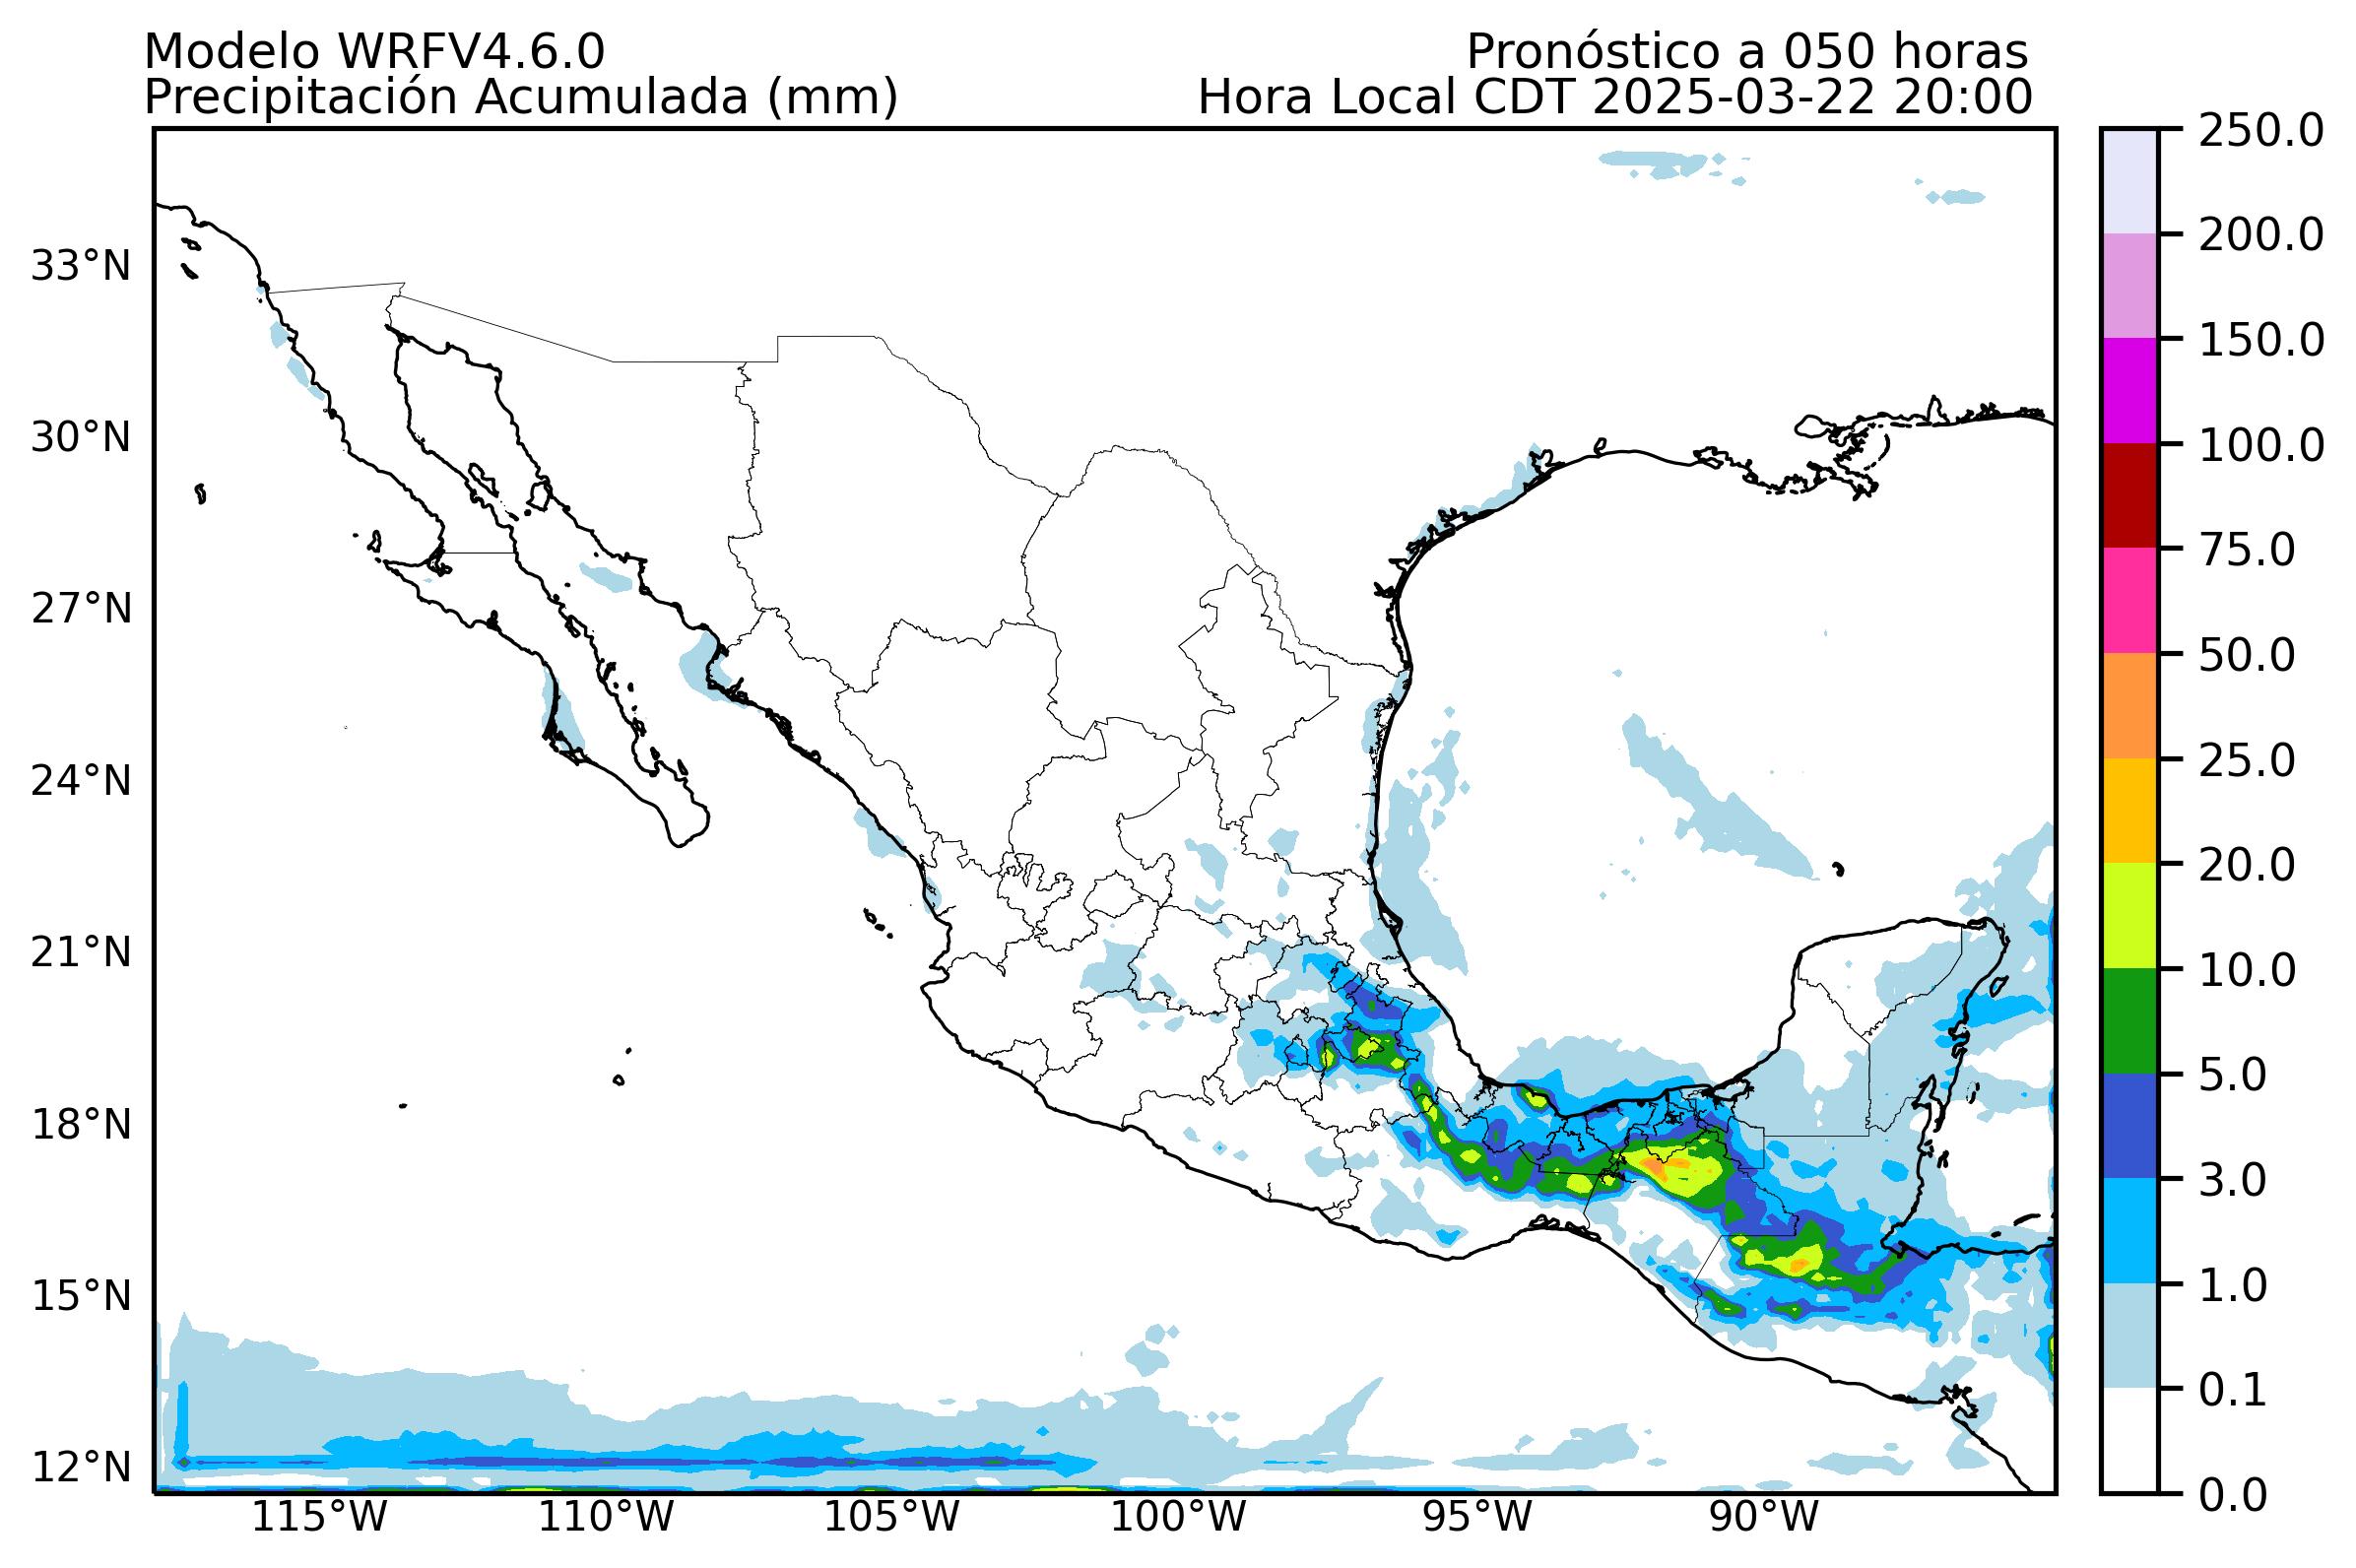 Modelo WRFV4.6.0
Pronóstico a 050 horas
Precipitación Acumulada (mm)
Hora Local CDT 2025-03-22 20:00
250.0
200.0
150.0
100.0
75.0
50.0
25.0
20.0
10.0
5.0
3.0
1.0
0.1
0.0
33°N
30°N
27°N
24°N
21°N
18°N
15°N
12°N
115°W
110°W
105°W
100°W
95°W
90°W